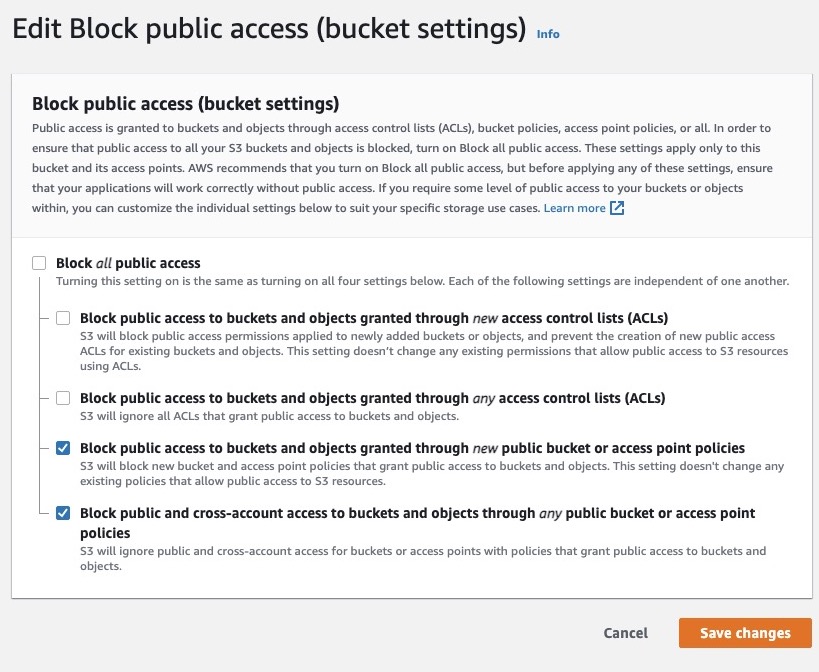 Edit Block public access (bucket settings) Info
Block public access (bucket settings)
Public access is granted to buckets and objects through access control lists (ACLs), bucket policies, access point policies, or all. In order to
ensure that public access to all your S3 buckets and objects is blocked, turn on Block all public access. These settings apply only to this
bucket and its access points. AWS recommends that you turn on Block all public access, but before applying any of these settings, ensure
that your applications will work correctly without public access. If you require some level of public access to your buckets or objects
within, you can customize the individual settings below to suit your specific storage use cases. Learn more
Block all public access
Turning this setting on is the same as turning on all four settings below. Each of the following settings are independent of one another.
Block public access to buckets and objects granted through new access control lists (ACLs)
S3 will block public access permissions applied to newly added buckets or objects, and prevent the creation of new public access
ACLs for existing buckets and objects. This setting doesn't change any existing permissions that allow public access to S3 resources
using ACLs.
Block public access to buckets and objects granted through any access control lists (ACLs)
S3 will ignore all ACLs that grant public access to buckets and objects.
Block public access to buckets and objects granted through new public bucket or access point policies
S3 will block new bucket and access point policies that grant public access to buckets and objects. This setting doesn't change any
existing policies that allow public access to S3 resources.
Block public and cross-account access to buckets and objects through any public bucket or access point
policies
S3 will ignore public and cross-account access for buckets or access points with policies that grant public access to buckets and
objects.
Cancel Save changes